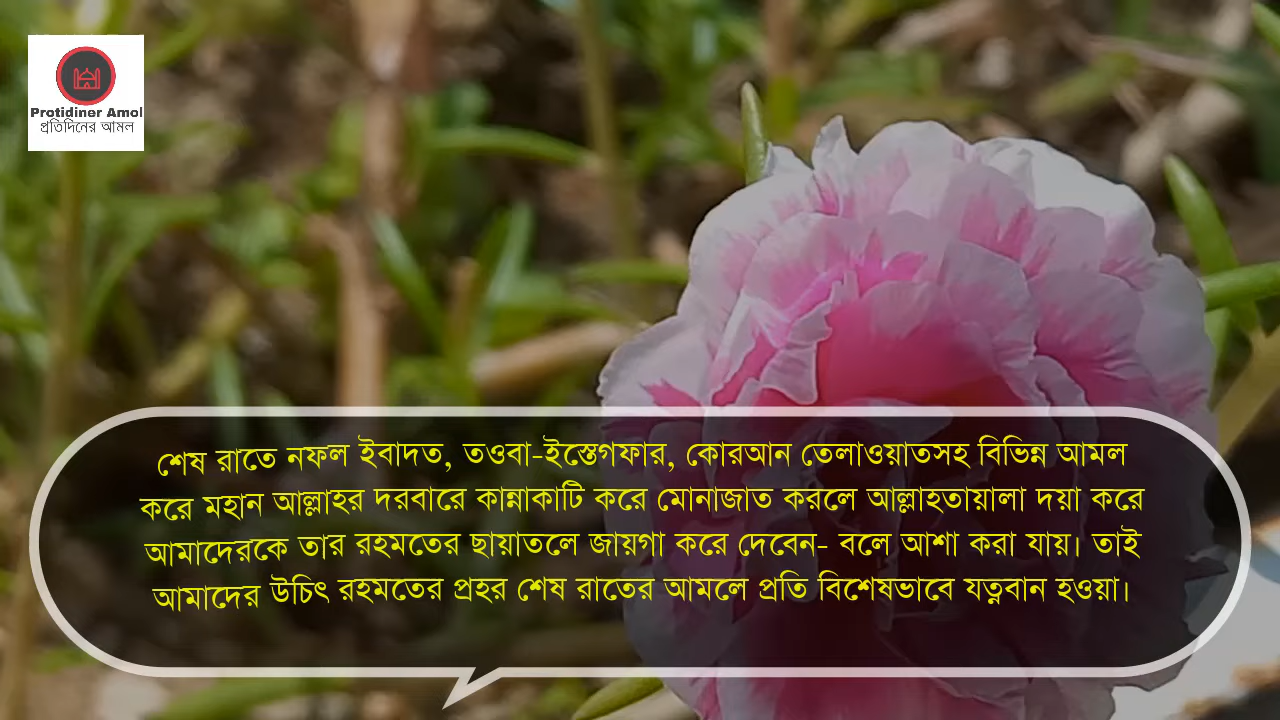 Protidiner Amol
প্রতিদিনের আমল
শেষ রাতে নফল ইবাদত, তওবা-ইস্তেগফার, কোরআন তেলাওয়াতসহ বিভিন্ন আমল
করে মহান আল্লাহর দরবারে কান্নাকাটি করে মোনাজাত করলে আল্লাহতায়ালা দয়া করে
আমাদেরকে তার রহমতের ছায়াতলে জায়গা করে দেবেন- বলে আশা করা যায়। তাই
আমাদের উচিৎ রহমতের প্রহর শেষ রাতের আমলে প্রতি বিশেষভাবে যত্নবান হওয়া।